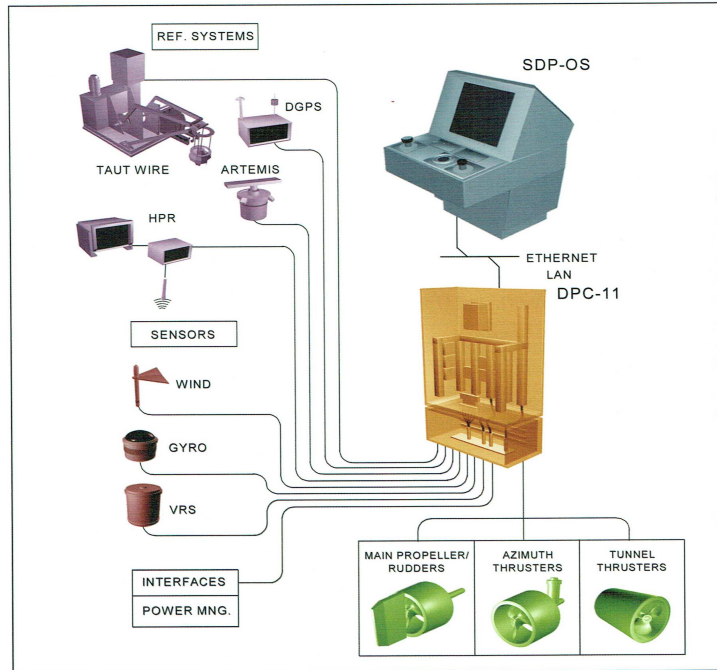 REF. SYSTEMS
SDP-OS
DGPS
TAUT WIRE
ARTEMIS
HPR
ETHERNET
LAN
DPC-11
SENSORS
WIND
GYRO
VRS
INTERFACES
POWER MNG.
MAIN PROPELLER/
RUDDERS
AZIMUTH
THRUSTERS
TUNNEL
THRUSTERS